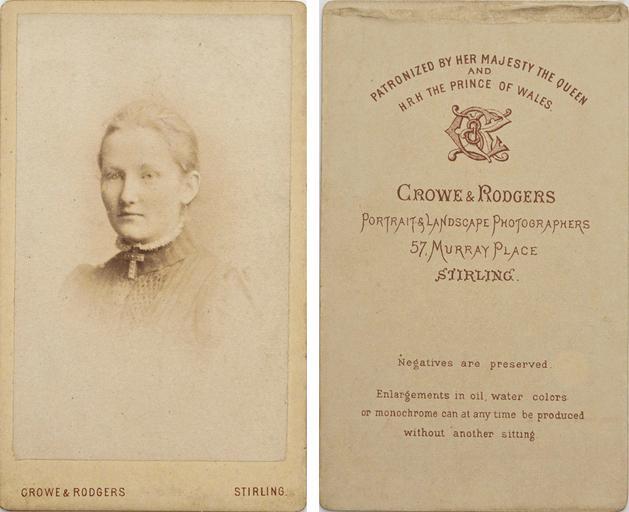 CROWE & RODGERS STIRLING.
PATRONIZED BY HER MAJESTY THE QUEEN
AND
H.R.H THE PRINCE OF WALES.
CROWE & RODGERS
PORTRAIT & LANDSCAPE PHOTOGRAPHERS
57, MURRAY PLACE
STIRLING.
Negatives are preserved.
Enlargements in oil, water colors
or monochrome can at any time be produced
without another sitting